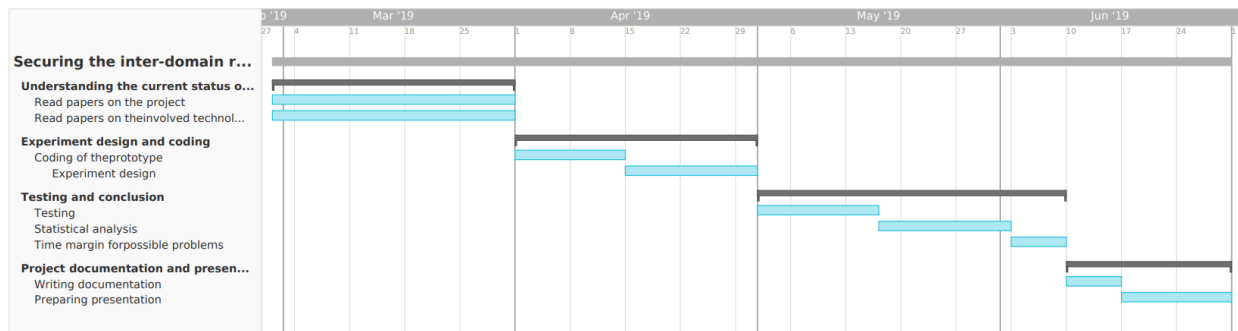 b '19 Mar '19 Apr '19 May '19 Jun '19
27 4 11 18 25 1 8 15 22 29 6 13 20 27 3 10 17 24 1
Securing the inter-domain r...
Understanding the current status o...
Read papers on the project
Read papers on theinvolved technol...
Experiment design and coding
Coding of theprototype
Experiment design
Testing and conclusion
Testing
Statistical analysis
Time margin forpossible problems
Project documentation and presen...
Writing documentation
Preparing presentation